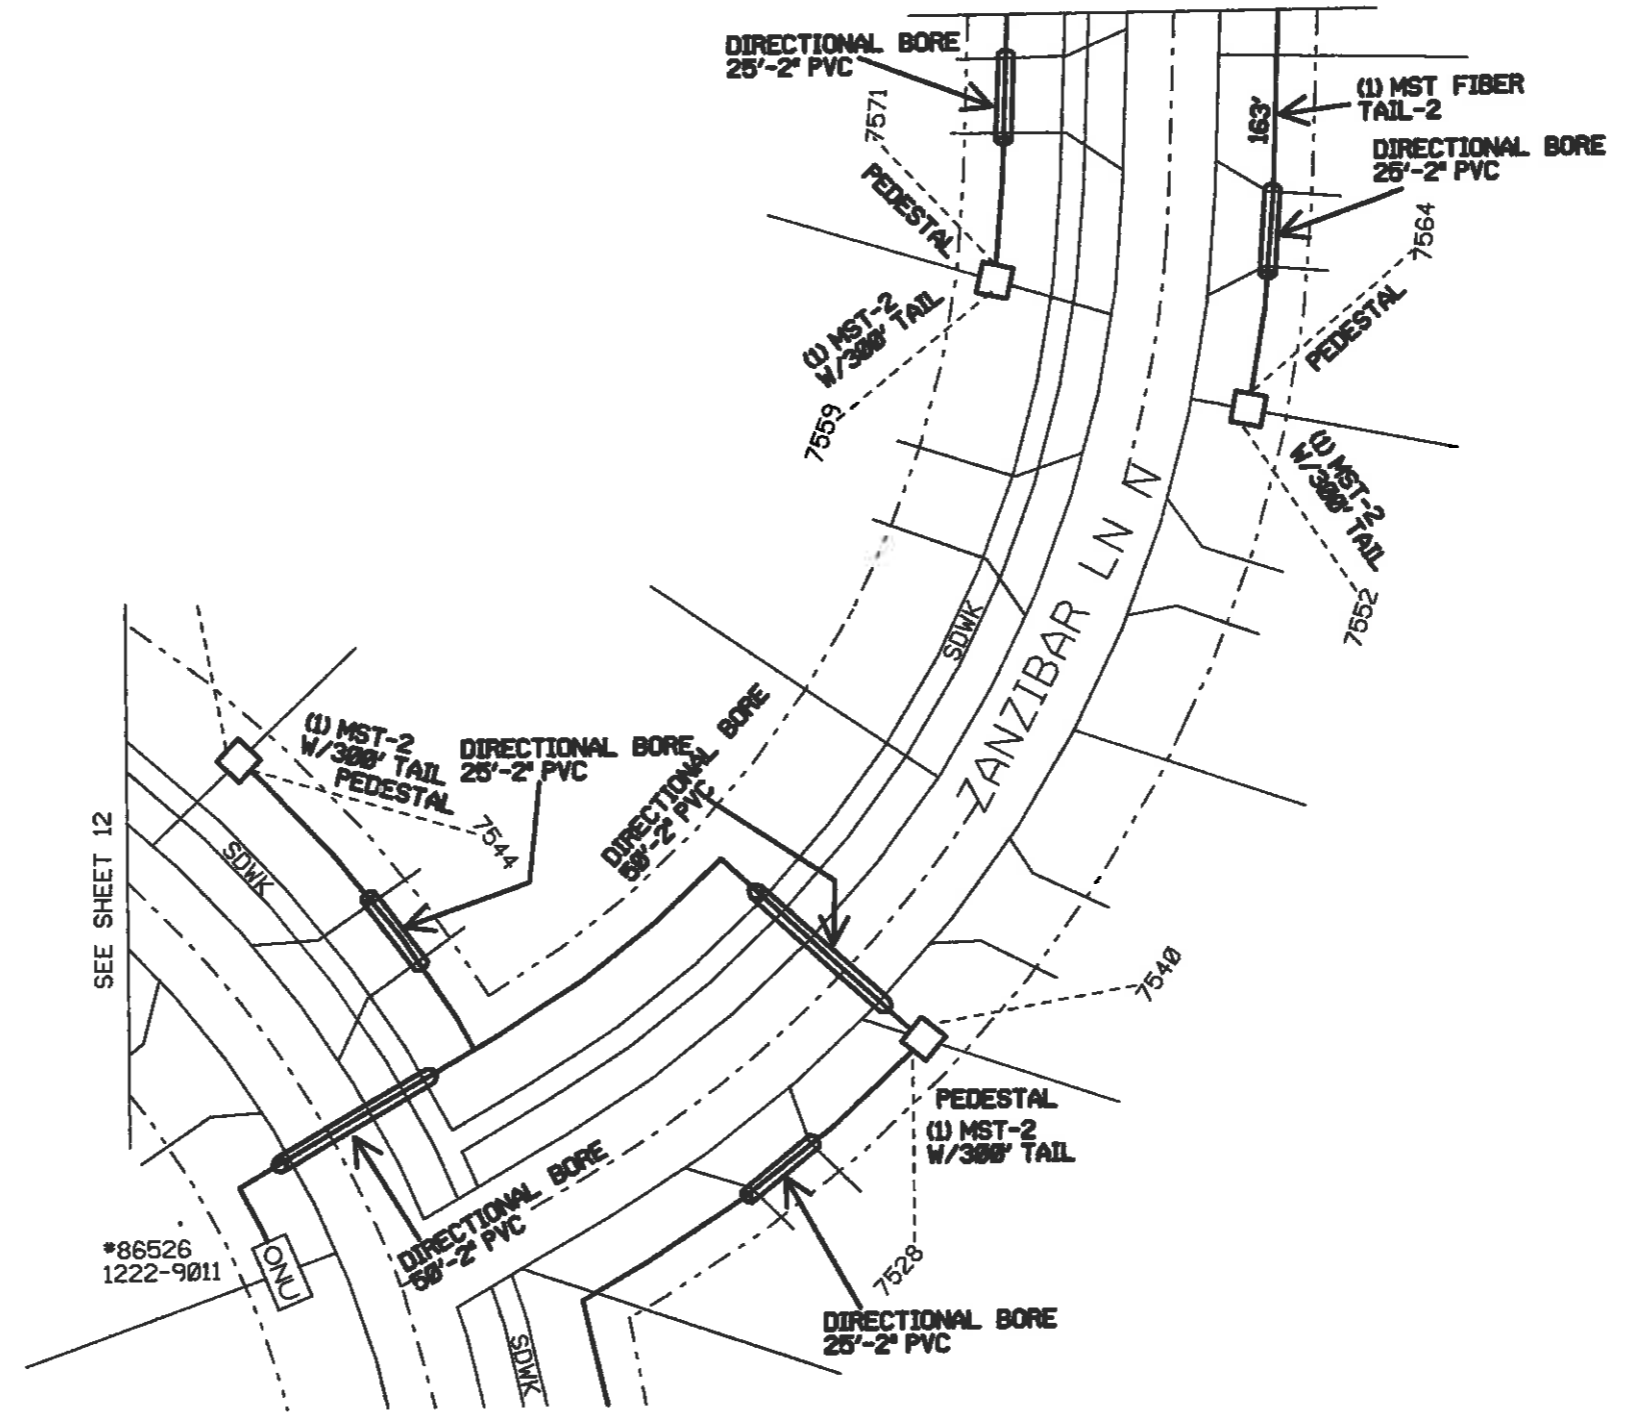 DIRECTIONAL BORE
25'-2" PVC
7571
PEDESTAL
(1) MST-2
W/300' TAIL
7559
163'
(1) MST FIBER
TAIL-2
DIRECTIONAL BORE
25'-2" PVC
7564
PEDESTAL
(1) MST-2
W/300' TAIL
7552
ZANZIBAR LN N
SDWK
DIRECTIONAL BORE
50'-2" PVC
(1) MST-2
W/300' TAIL
PEDESTAL
DIRECTIONAL BORE
25'-2" PVC
7544
SDWK
SEE SHEET 12
7540
PEDESTAL
(1) MST-2
W/300' TAIL
7528
DIRECTIONAL BORE
25'-2" PVC
DIRECTIONAL BORE
50'-2" PVC
*86526
1222-9011
ONU
SDWK